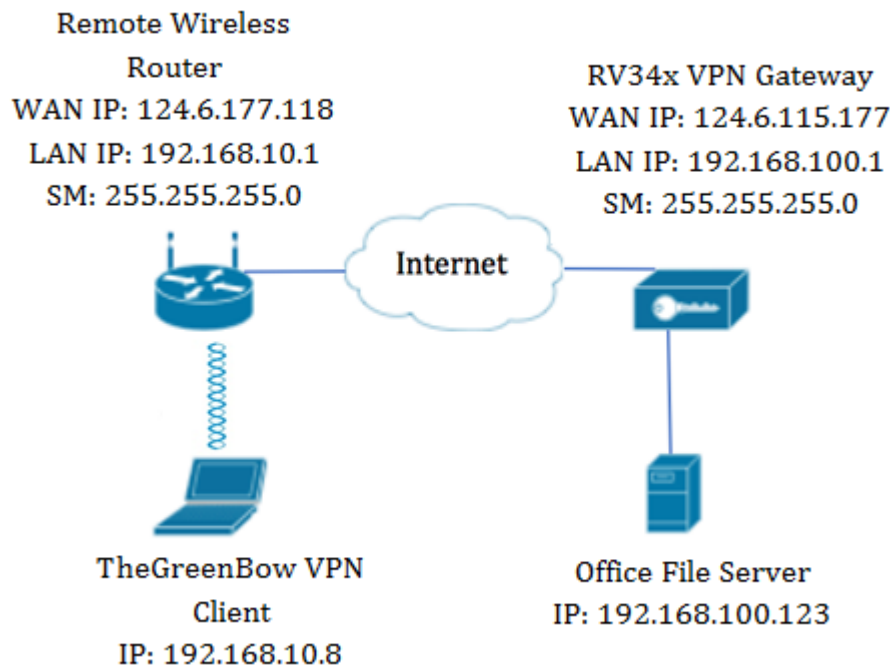 Remote Wireless
Router
WAN IP: 124.6.177.118
LAN IP: 192.168.10.1
SM: 255.255.255.0
RV34x VPN Gateway
WAN IP: 124.6.115.177
LAN IP: 192.168.100.1
SM: 255.255.255.0
Internet
TheGreenBow VPN
Client
IP: 192.168.10.8
Office File Server
IP: 192.168.100.123